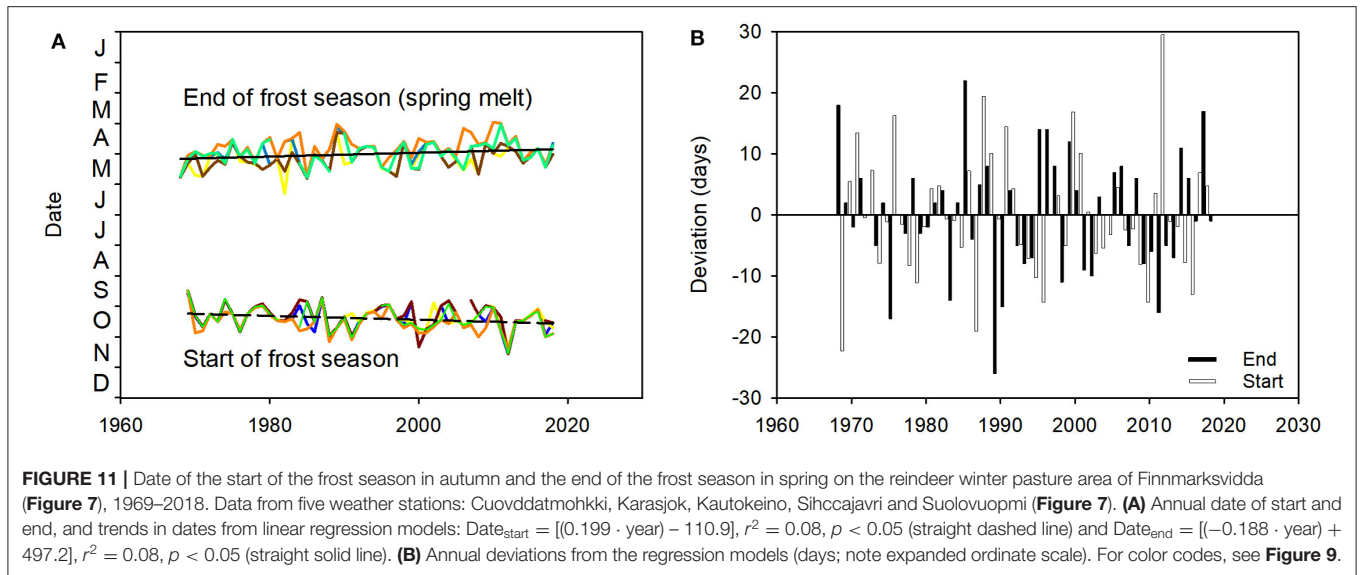 A
J
F
M
A
M
J
J
A
S
O
N
D
Date
End of frost season (spring melt)
Start of frost season
1960 1980 2000 2020
B
30
20
10
0
-10
-20
-30
Deviation (days)
End
Start
1960 1970 1980 1990 2000 2010 2020 2030
FIGURE 11 | Date of the start of the frost season in autumn and the end of the frost season in spring on the reindeer winter pasture area of Finnmarksvidda
(Figure 7), 1969–2018. Data from five weather stations: Cuovddatmohkki, Karasjok, Kautokeino, Sihccajavri and Suolovuopmi (Figure 7). (A) Annual date of start and
end, and trends in dates from linear regression models: Date_start = [(0.199 · year) – 110.9], r² = 0.08, p < 0.05 (straight dashed line) and Date_end = [(−0.188 · year) +
497.2], r² = 0.08, p < 0.05 (straight solid line). (B) Annual deviations from the regression models (days; note expanded ordinate scale). For color codes, see Figure 9.